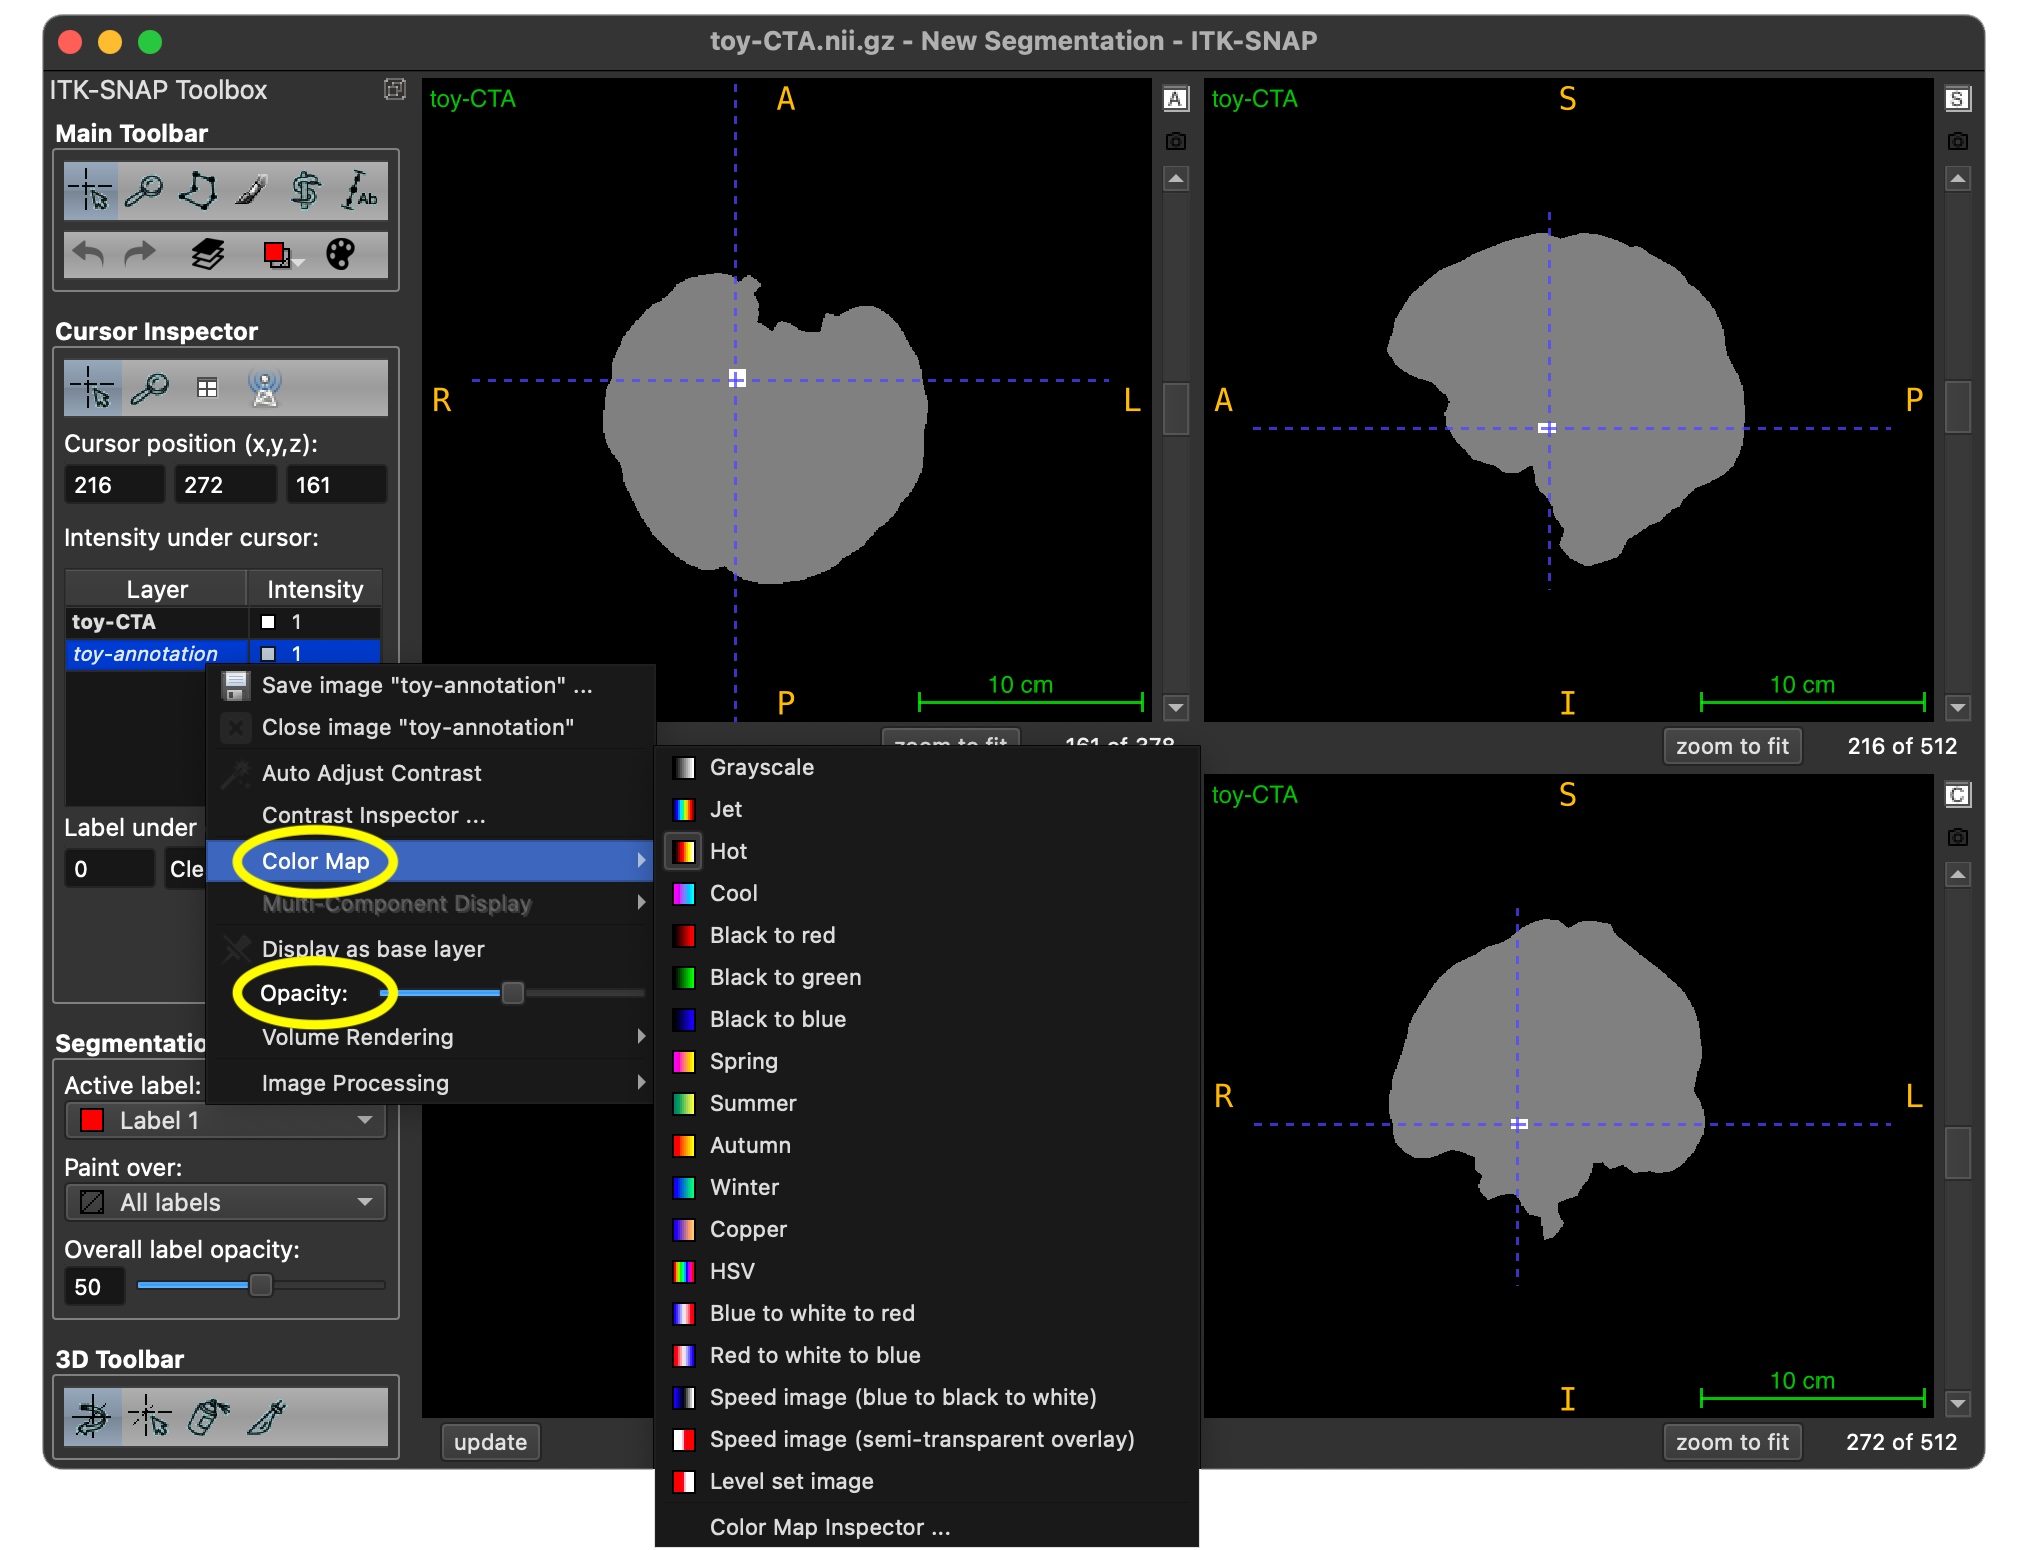 toy-CTA.nii.gz - New Segmentation - ITK-SNAP
ITK-SNAP Toolbox
Main Toolbar
Ab
Cursor Inspector
Cursor position (x,y,z):
216 272 161
Intensity under cursor:
Layer Intensity
toy-CTA 1
toy-annotation 1
Label under
0 Cle
Segmentatio
Active label:
Label 1
Paint over:
All labels
Overall label opacity:
50
3D Toolbar
Save image "toy-annotation" ...
Close image "toy-annotation"
Auto Adjust Contrast
Contrast Inspector ...
Color Map
Multi-Component Display
Display as base layer
Opacity:
Volume Rendering
Image Processing
Grayscale
Jet
Hot
Cool
Black to red
Black to green
Black to blue
Spring
Summer
Autumn
Winter
Copper
HSV
Blue to white to red
Red to white to blue
Speed image (blue to black to white)
Speed image (semi-transparent overlay)
Level set image
Color Map Inspector ...
toy-CTA
A
A
R
L
10 cm
P
zoom to fit 161 of 378
toy-CTA
S
S
A
P
10 cm
I
zoom to fit 216 of 512
toy-CTA
S
C
R
L
10 cm
I
zoom to fit 272 of 512
update